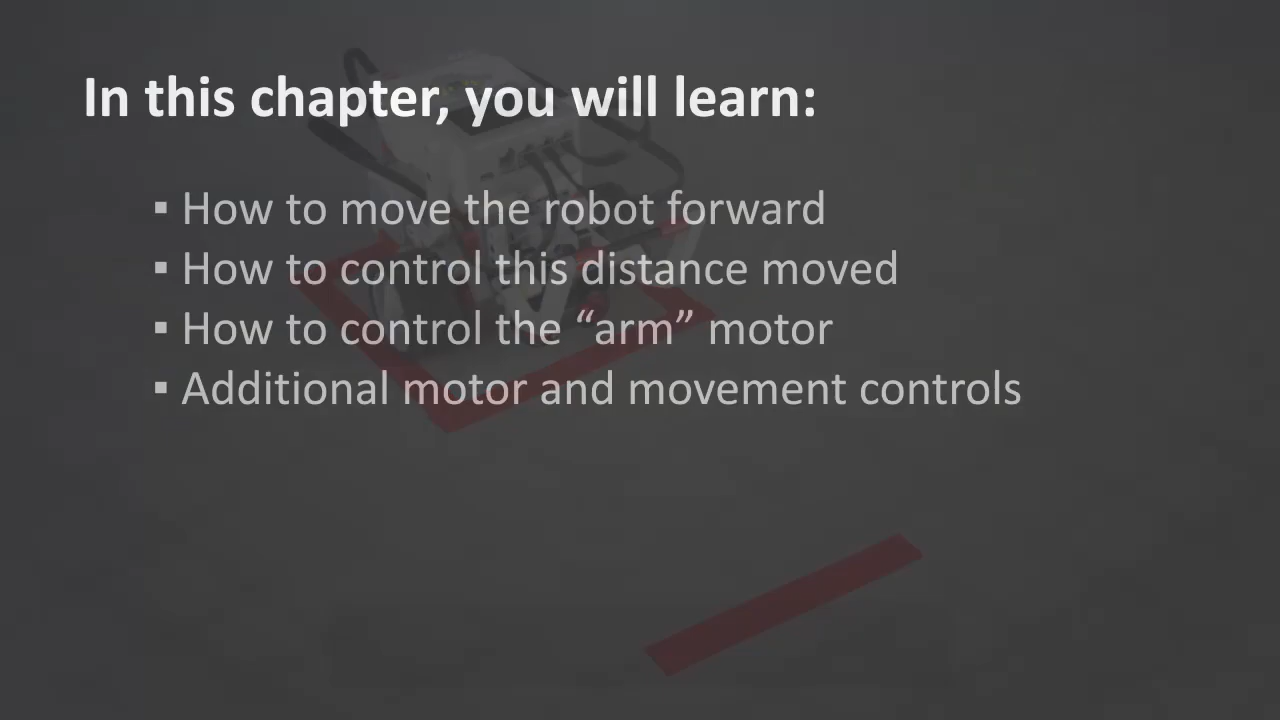 In this chapter, you will learn:
▪ How to move the robot forward
▪ How to control this distance moved
▪ How to control the “arm” motor
▪ Additional motor and movement controls